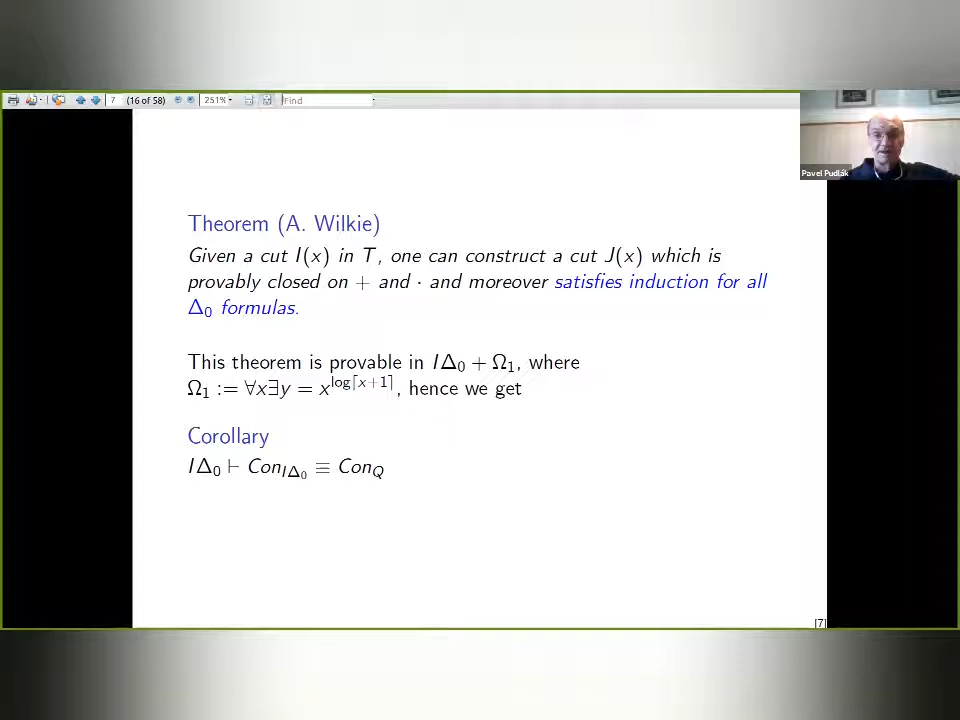 7 (16 of 58) 251% Find
Pavel Pudlák
Theorem (A. Wilkie)
Given a cut I(x) in T, one can construct a cut J(x) which is
provably closed on + and · and moreover satisfies induction for all
Δ₀ formulas.
This theorem is provable in IΔ₀ + Ω₁, where
Ω₁ := ∀x∃y = x^{log⌈x+1⌉}, hence we get
Corollary
IΔ₀ ⊢ Con_{IΔ₀} ≡ Con_Q
[7]